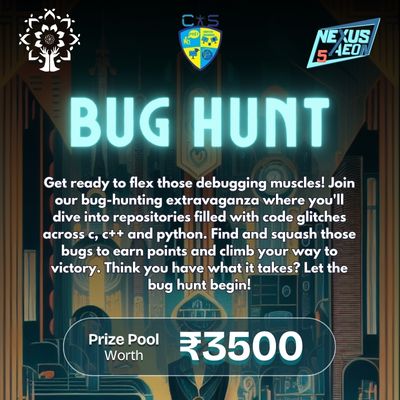 C★S
NEXUS
5 AEON
BUG HUNT
Get ready to flex those debugging muscles! Join
our bug-hunting extravaganza where you'll
dive into repositories filled with code glitches
across c, c++ and python. Find and squash those
bugs to earn points and climb your way to
victory. Think you have what it takes? Let the
bug hunt begin!
Prize Pool
Worth
₹3500